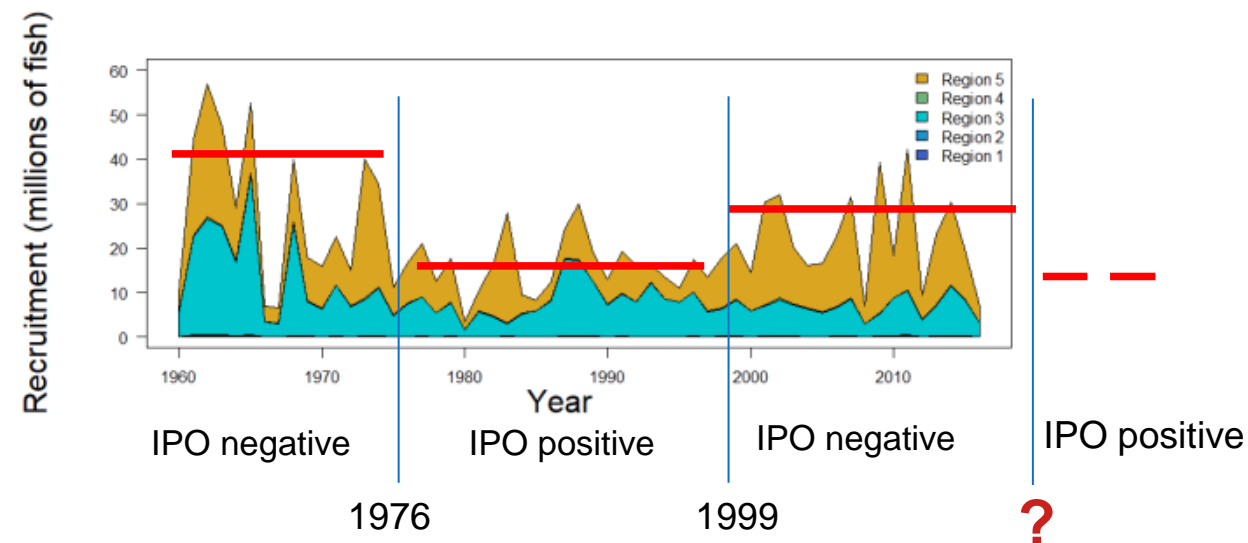 Recruitment (millions of fish)
60
50
40
30
20
10
0
Region 5
Region 4
Region 3
Region 2
Region 1
1960 1970 1980 1990 2000 2010
Year
IPO negative IPO positive IPO negative IPO positive
1976 1999 ?